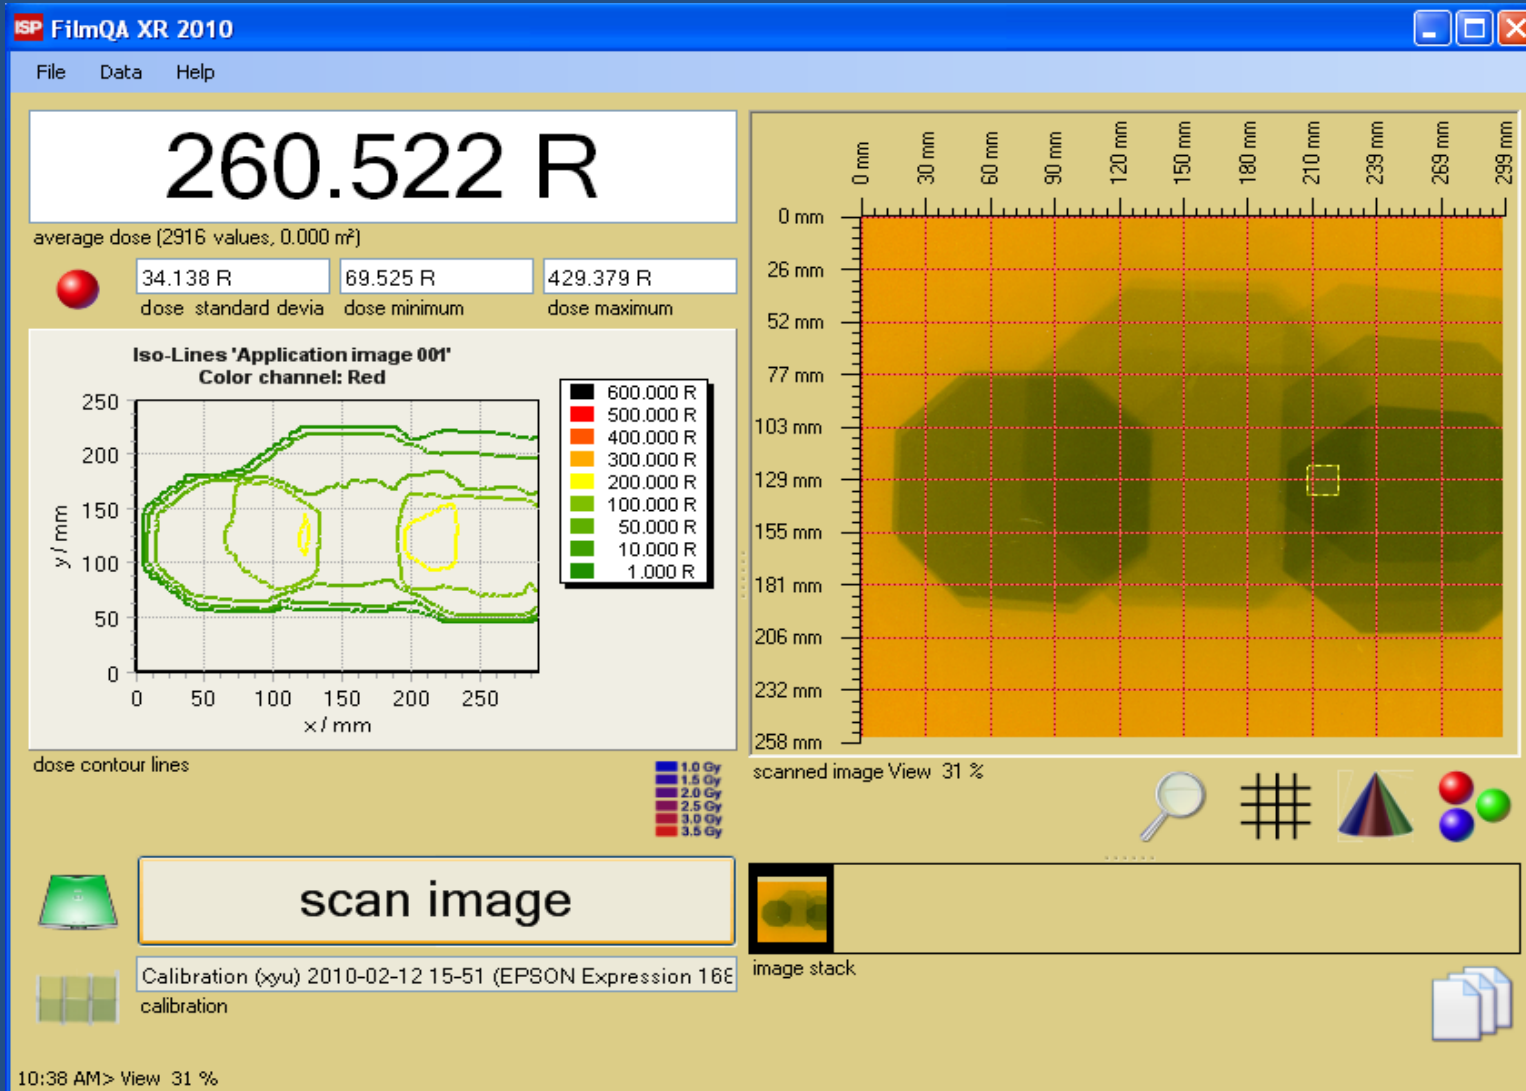 ISP FilmQA XR 2010
File Data Help
260.522 R
average dose (2916 values, 0.000 m²)
34.138 R 69.525 R 429.379 R
dose standard devia dose minimum dose maximum
Iso-Lines 'Application image 001'
Color channel: Red
250
200
150
100
50
0
y / mm
0 50 100 150 200 250
x / mm
600.000 R
500.000 R
400.000 R
300.000 R
200.000 R
100.000 R
50.000 R
10.000 R
1.000 R
dose contour lines
1.0 Gy
1.5 Gy
2.0 Gy
2.5 Gy
3.0 Gy
3.5 Gy
0 mm 30 mm 60 mm 90 mm 120 mm 150 mm 180 mm 210 mm 239 mm 269 mm 299 mm
0 mm
26 mm
52 mm
77 mm
103 mm
129 mm
155 mm
181 mm
206 mm
232 mm
258 mm
scanned image View 31 %
scan image
Calibration (xyu) 2010-02-12 15-51 (EPSON Expression 168
calibration
image stack
10:38 AM> View 31 %